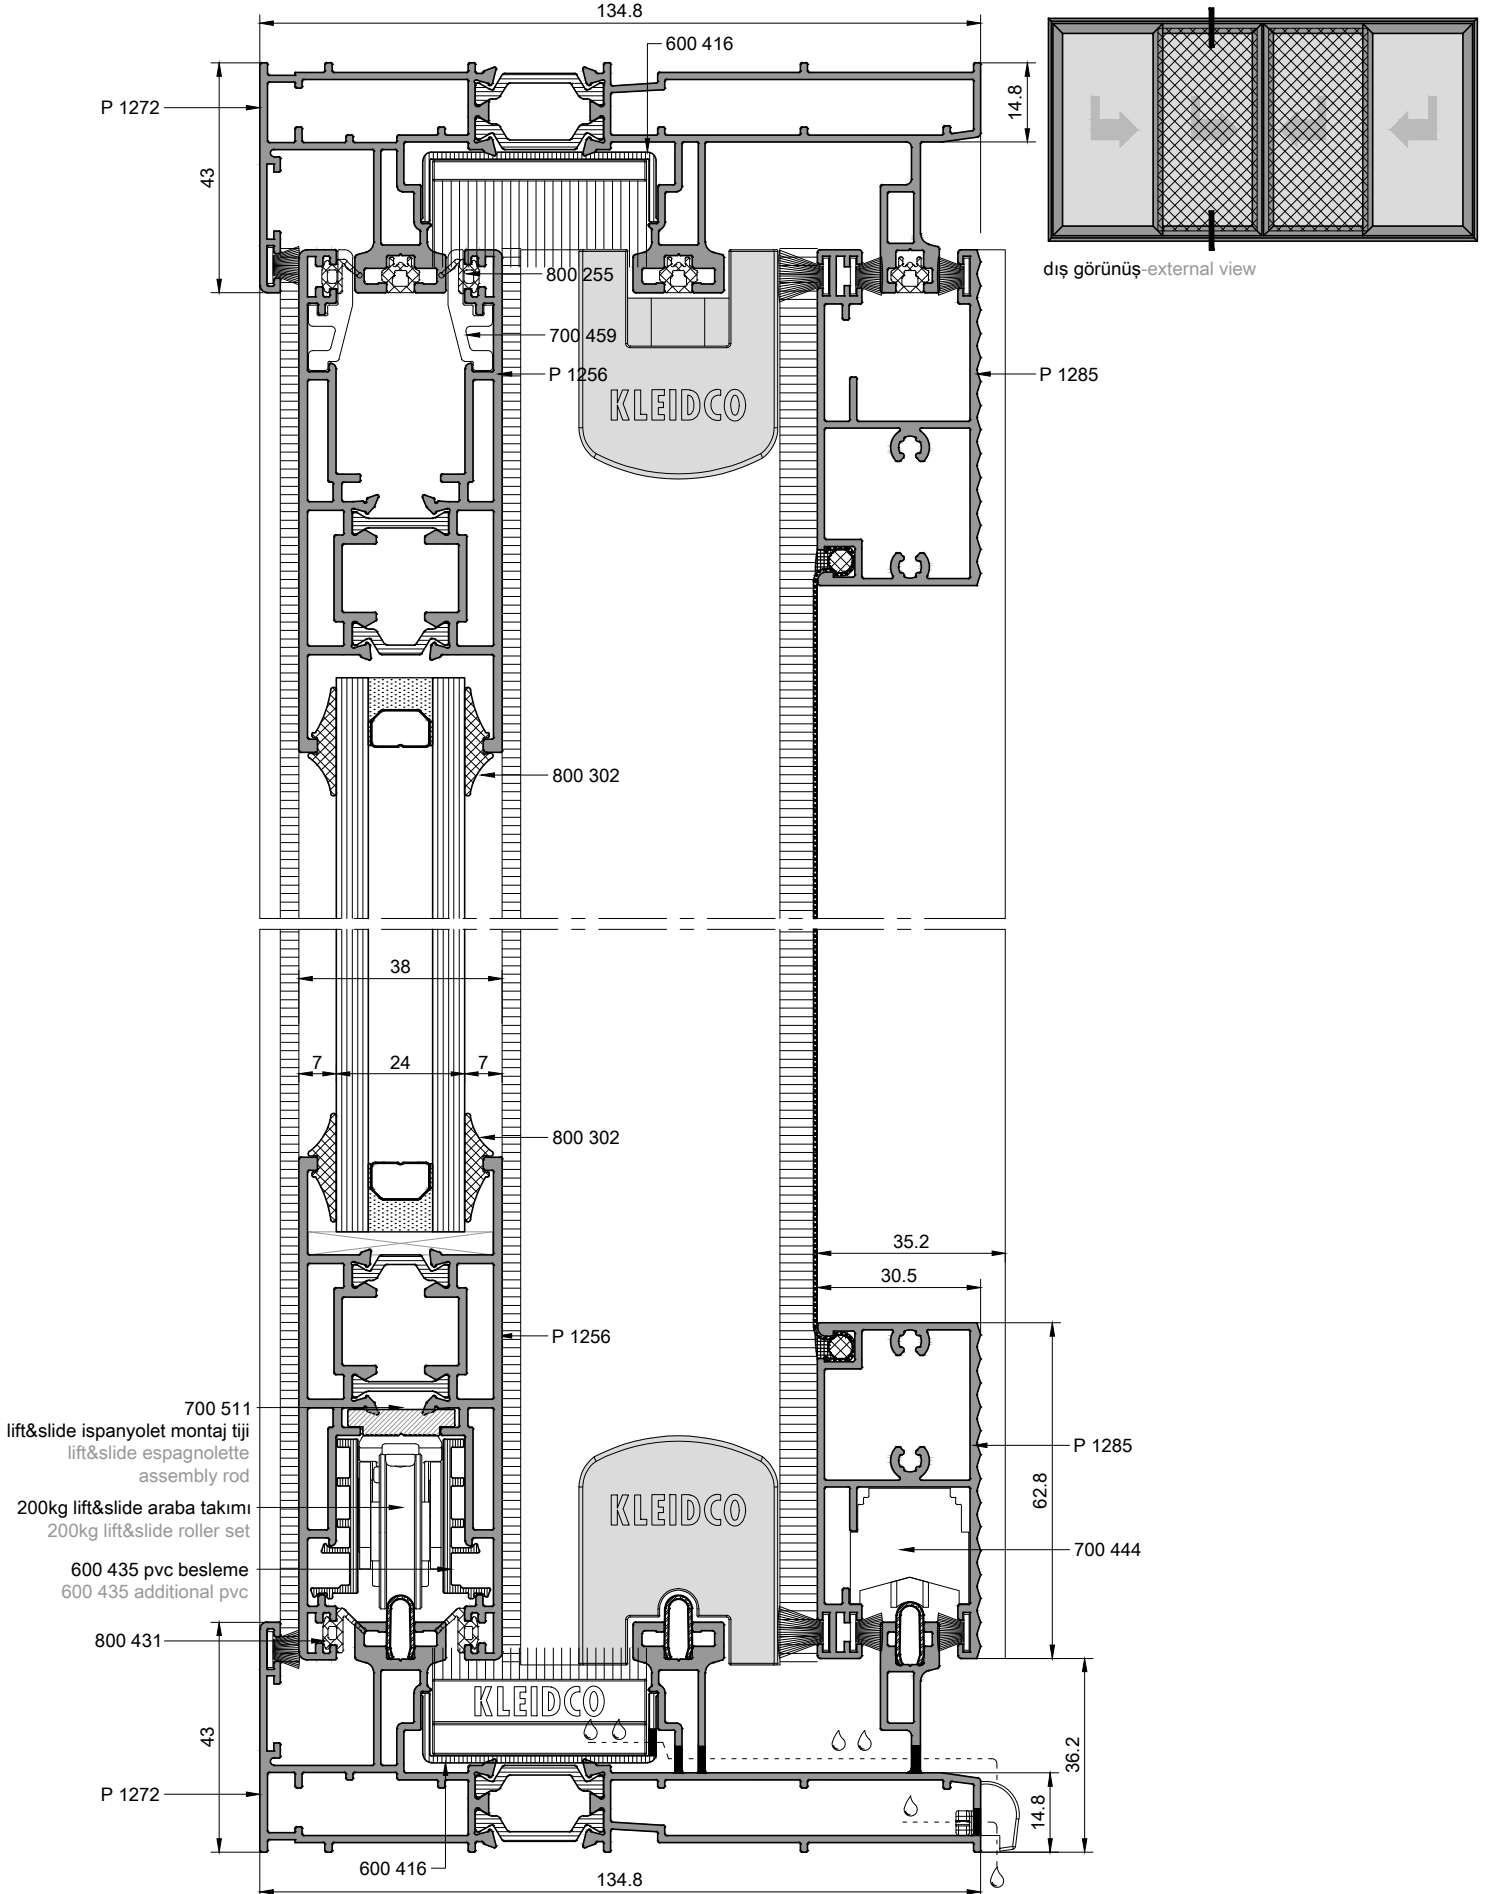 134.8
600 416
P 1272
14.8
43
dış görünüş-external view
800 255
700 459
P 1256
P 1285
KLEIDCO
800 302
38
7
24
7
800 302
35.2
30.5
P 1256
700 511
lift&slide ispanyolet montaj tiji
lift&slide espagnolette
assembly rod
P 1285
62.8
200kg lift&slide araba takımı
200kg lift&slide roller set
KLEIDCO
700 444
600 435 pvc besleme
600 435 additional pvc
800 431
KLEIDCO
43
36.2
P 1272
14.8
600 416
134.8